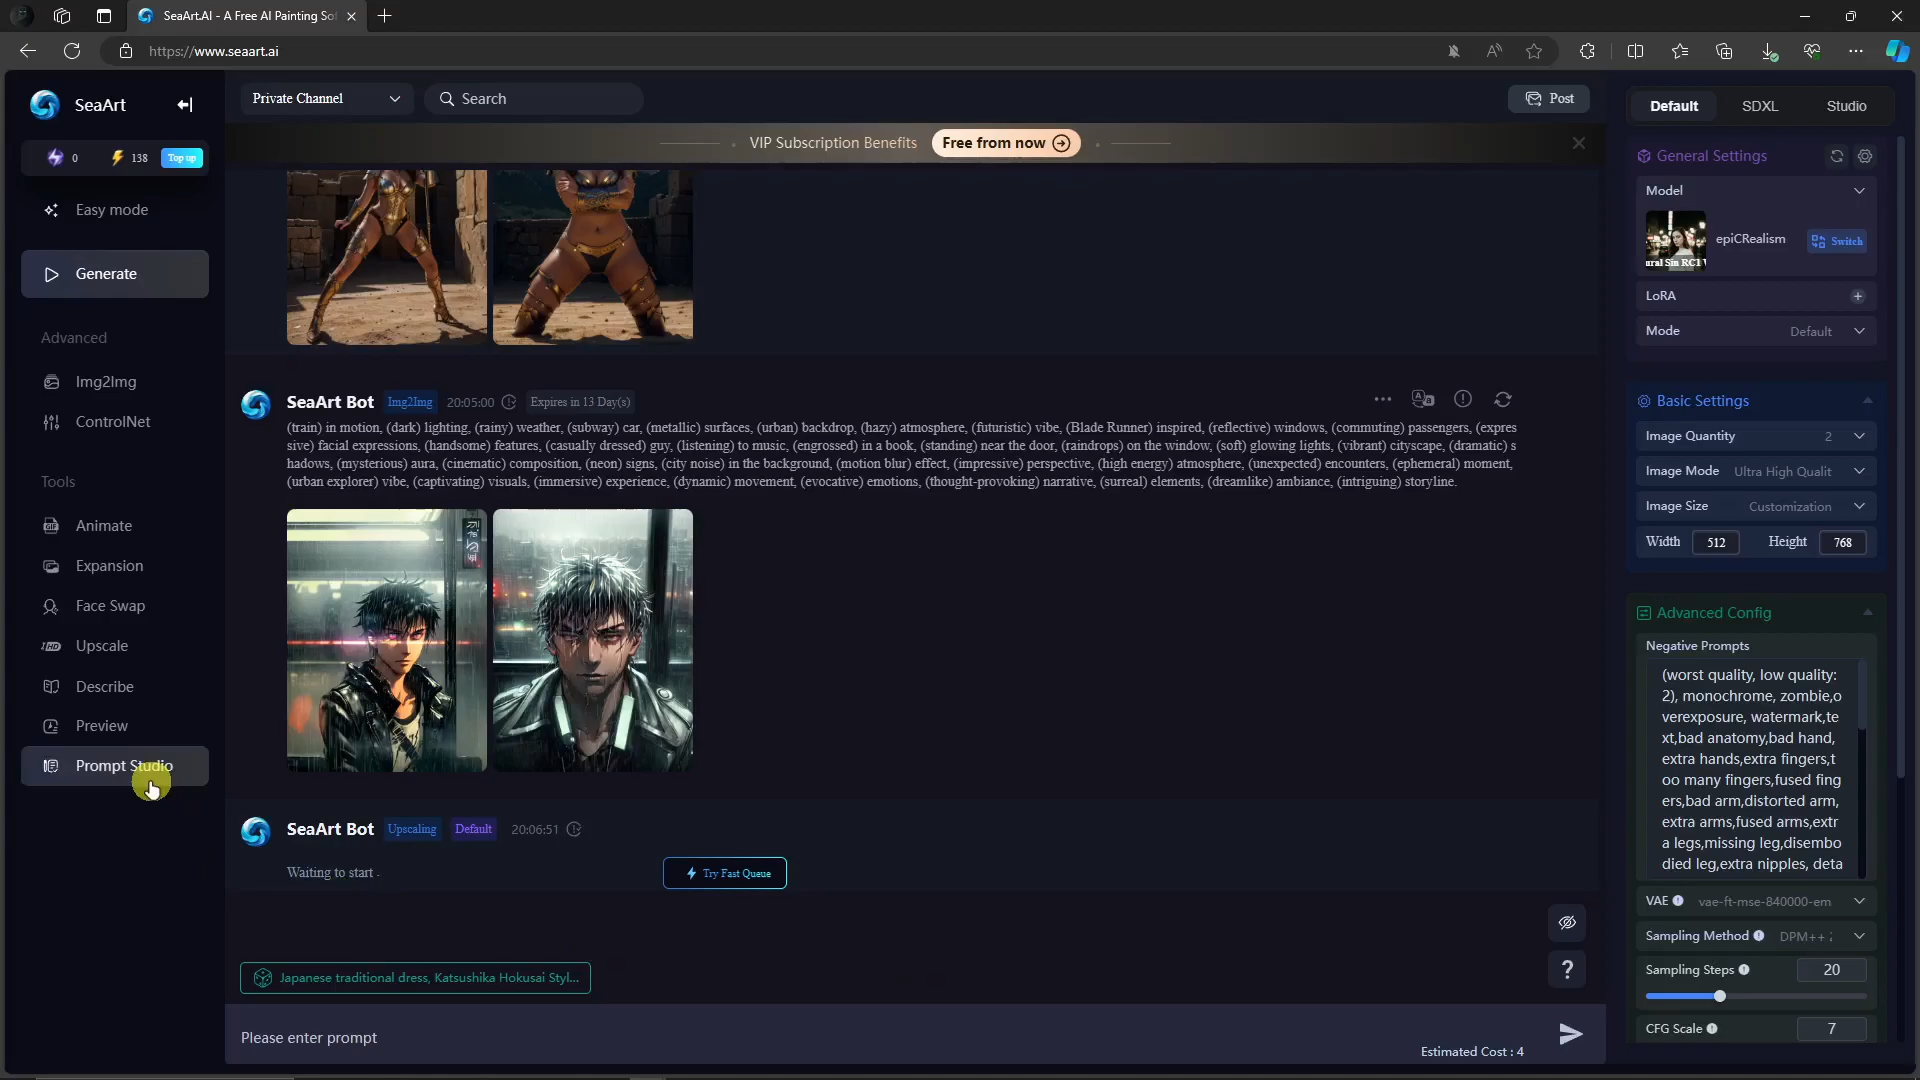 SeaArt.AI - A Free AI Painting So
https://www.seaart.ai
SeaArt
0
138
Top up
Easy mode
Generate
Advanced
Img2Img
ControlNet
Tools
Animate
Expansion
Face Swap
Upscale
Describe
Preview
Prompt Studio
Private Channel
Search
Post
VIP Subscription Benefits
Free from now
SeaArt Bot Img2Img 20:05:00 Expires in 13 Day(s)
(train) in motion, (dark) lighting, (rainy) weather, (subway) car, (metallic) surfaces, (urban) backdrop, (hazy) atmosphere, (futuristic) vibe, (Blade Runner) inspired, (reflective) windows, (commuting) passengers, (expres
sive) facial expressions, (handsome) features, (casually dressed) guy, (listening) to music, (engrossed) in a book, (standing) near the door, (raindrops) on the window, (soft) glowing lights, (vibrant) cityscape, (dramatic) s
hadows, (mysterious) aura, (cinematic) composition, (neon) signs, (city noise) in the background, (motion blur) effect, (impressive) perspective, (high energy) atmosphere, (unexpected) encounters, (ephemeral) moment,
(urban explorer) vibe, (captivating) visuals, (immersive) experience, (dynamic) movement, (evocative) emotions, (thought-provoking) narrative, (surreal) elements, (dreamlike) ambiance, (intriguing) storyline.
SeaArt Bot Upscaling Default 20:06:51
Waiting to start .
Try Fast Queue
Japanese traditional dress, Katsushika Hokusai Styl...
Please enter prompt
Estimated Cost : 4
?
Default SDXL Studio
General Settings
Model
ural Sin RC1 V
epiCRealism
Switch
LoRA
Mode Default
Basic Settings
Image Quantity 2
Image Mode Ultra High Qualit
Image Size Customization
Width 512 Height 768
Advanced Config
Negative Prompts
(worst quality, low quality:
2), monochrome, zombie,o
verexposure, watermark,te
xt,bad anatomy,bad hand,
extra hands,extra fingers,t
oo many fingers,fused fing
ers,bad arm,distorted arm,
extra arms,fused arms,extr
a legs,missing leg,disembo
died leg,extra nipples, deta
VAE vae-ft-mse-840000-em
Sampling Method DPM++ 2
Sampling Steps 20
CFG Scale 7